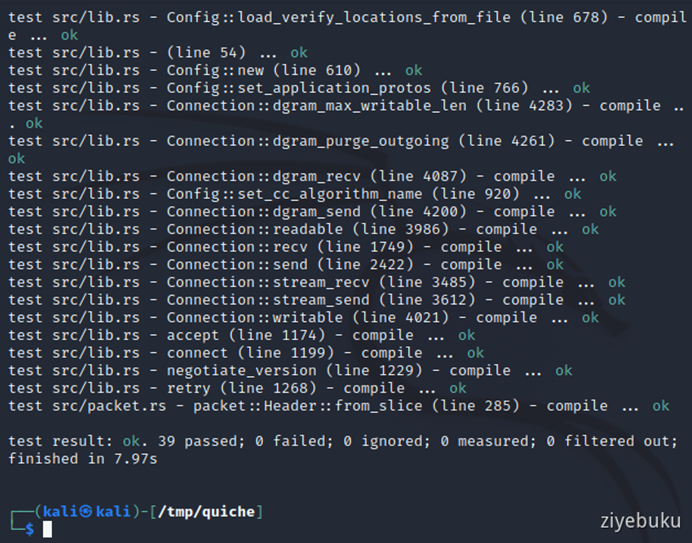 test src/lib.rs - Config::load_verify_locations_from_file (line 678) - compil
e ... ok
test src/lib.rs - (line 54) ... ok
test src/lib.rs - Config::new (line 610) ... ok
test src/lib.rs - Config::set_application_protos (line 766) ... ok
test src/lib.rs - Connection::dgram_max_writable_len (line 4283) - compile ..
. ok
test src/lib.rs - Connection::dgram_purge_outgoing (line 4261) - compile ...
ok
test src/lib.rs - Connection::dgram_recv (line 4087) - compile ... ok
test src/lib.rs - Config::set_cc_algorithm_name (line 920) ... ok
test src/lib.rs - Connection::dgram_send (line 4200) - compile ... ok
test src/lib.rs - Connection::readable (line 3986) - compile ... ok
test src/lib.rs - Connection::recv (line 1749) - compile ... ok
test src/lib.rs - Connection::send (line 2422) - compile ... ok
test src/lib.rs - Connection::stream_recv (line 3485) - compile ... ok
test src/lib.rs - Connection::stream_send (line 3612) - compile ... ok
test src/lib.rs - Connection::writable (line 4021) - compile ... ok
test src/lib.rs - accept (line 1174) - compile ... ok
test src/lib.rs - connect (line 1199) - compile ... ok
test src/lib.rs - negotiate_version (line 1229) - compile ... ok
test src/lib.rs - retry (line 1268) - compile ... ok
test src/packet.rs - packet::Header::from_slice (line 285) - compile ... ok
test result: ok. 39 passed; 0 failed; 0 ignored; 0 measured; 0 filtered out;
finished in 7.97s
┌──(kali㉿kali)-[/tmp/quiche]
└─$
ziyebuku